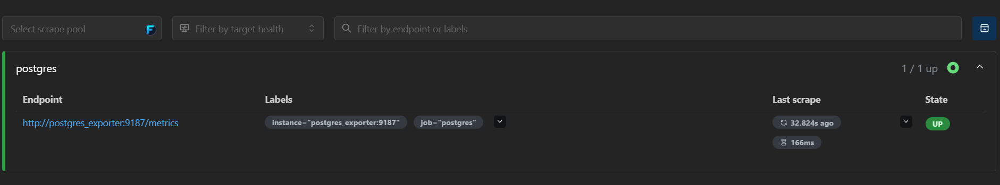 Select scrape pool F Filter by target health Filter by endpoint or labels
postgres 1 / 1 up
Endpoint Labels Last scrape State
http://postgres_exporter:9187/metrics instance="postgres_exporter:9187" job="postgres" 32.824s ago UP
166ms